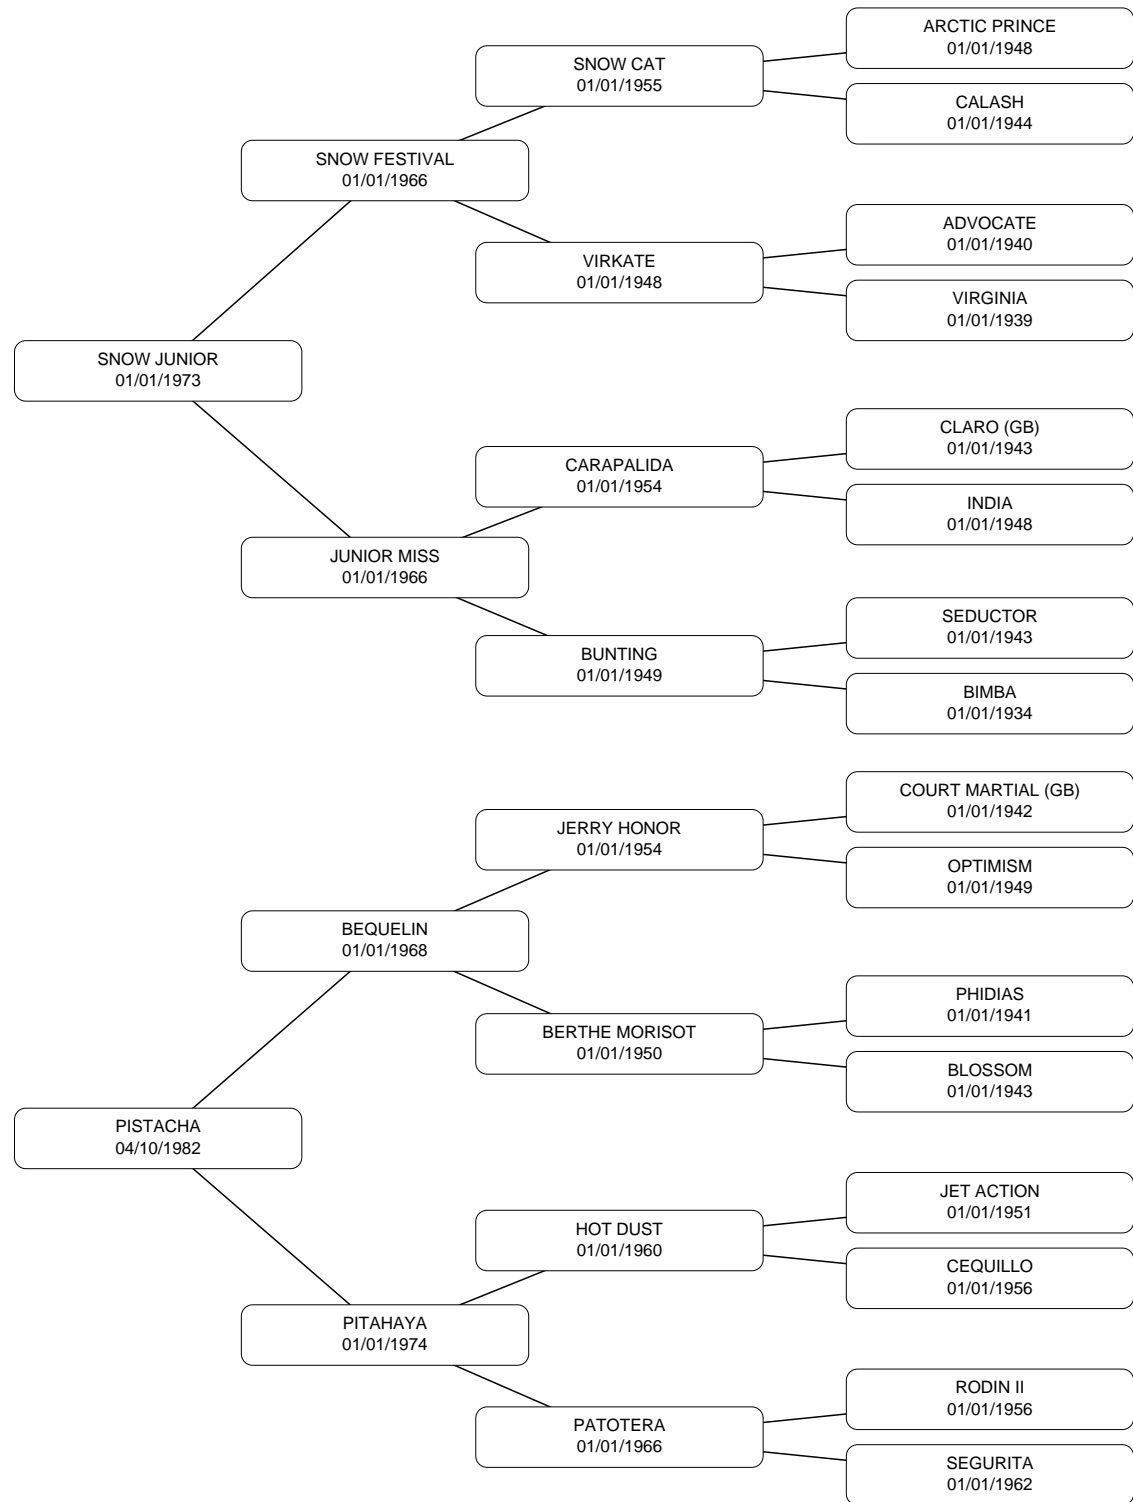 ARCTIC PRINCE
01/01/1948
SNOW CAT
01/01/1955
CALASH
01/01/1944
SNOW FESTIVAL
01/01/1966
ADVOCATE
01/01/1940
VIRKATE
01/01/1948
VIRGINIA
01/01/1939
SNOW JUNIOR
01/01/1973
CLARO (GB)
01/01/1943
CARAPALIDA
01/01/1954
INDIA
01/01/1948
JUNIOR MISS
01/01/1966
SEDUCTOR
01/01/1943
BUNTING
01/01/1949
BIMBA
01/01/1934
COURT MARTIAL (GB)
01/01/1942
JERRY HONOR
01/01/1954
OPTIMISM
01/01/1949
BEQUELIN
01/01/1968
PHIDIAS
01/01/1941
BERTHE MORISOT
01/01/1950
BLOSSOM
01/01/1943
PISTACHA
04/10/1982
JET ACTION
01/01/1951
HOT DUST
01/01/1960
CEQUILLO
01/01/1956
PITAHAYA
01/01/1974
RODIN II
01/01/1956
PATOTERA
01/01/1966
SEGURITA
01/01/1962